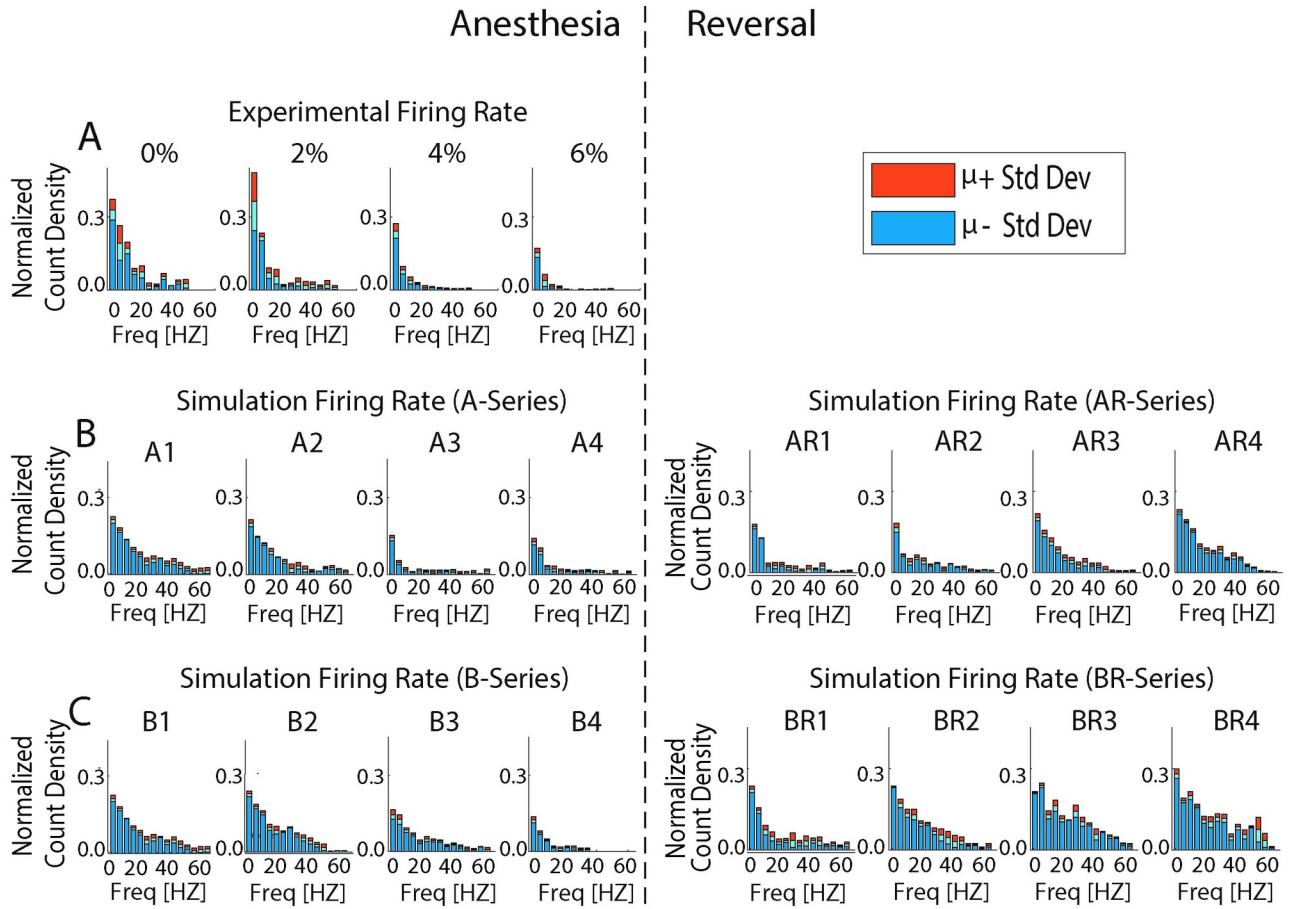 Anesthesia
Reversal
Experimental Firing Rate
A
0% 2% 4% 6%
Normalized
Count Density
0.3 0.3 0.3 0.3
0.0 0.0 0.0 0.0
0 20 40 60 0 20 40 60 0 20 40 60 0 20 40 60
Freq [HZ] Freq [HZ] Freq [HZ] Freq [HZ]
μ+ Std Dev
μ- Std Dev
Simulation Firing Rate (A-Series)
B
A1 A2 A3 A4
Normalized
Count Density
0.3 0.3 0.3 0.3
0.0 0.0 0.0 0.0
0 20 40 60 0 20 40 60 0 20 40 60 0 20 40 60
Freq [HZ] Freq [HZ] Freq [HZ] Freq [HZ]
Simulation Firing Rate (AR-Series)
AR1 AR2 AR3 AR4
Normalized
Count Density
0.3 0.3 0.3 0.3
0.0 0.0 0.0 0.0
0 20 40 60 0 20 40 60 0 20 40 60 0 20 40 60
Freq [HZ] Freq [HZ] Freq [HZ] Freq [HZ]
Simulation Firing Rate (B-Series)
C
B1 B2 B3 B4
Normalized
Count Density
0.3 0.3 0.3 0.3
0.0 0.0 0.0 0.0
0 20 40 60 0 20 40 60 0 20 40 60 0 20 40 60
Freq [HZ] Freq [HZ] Freq [HZ] Freq [HZ]
Simulation Firing Rate (BR-Series)
BR1 BR2 BR3 BR4
Normalized
Count Density
0.3 0.3 0.3 0.3
0.0 0.0 0.0 0.0
0 20 40 60 0 20 40 60 0 20 40 60 0 20 40 60
Freq [HZ] Freq [HZ] Freq [HZ] Freq [HZ]